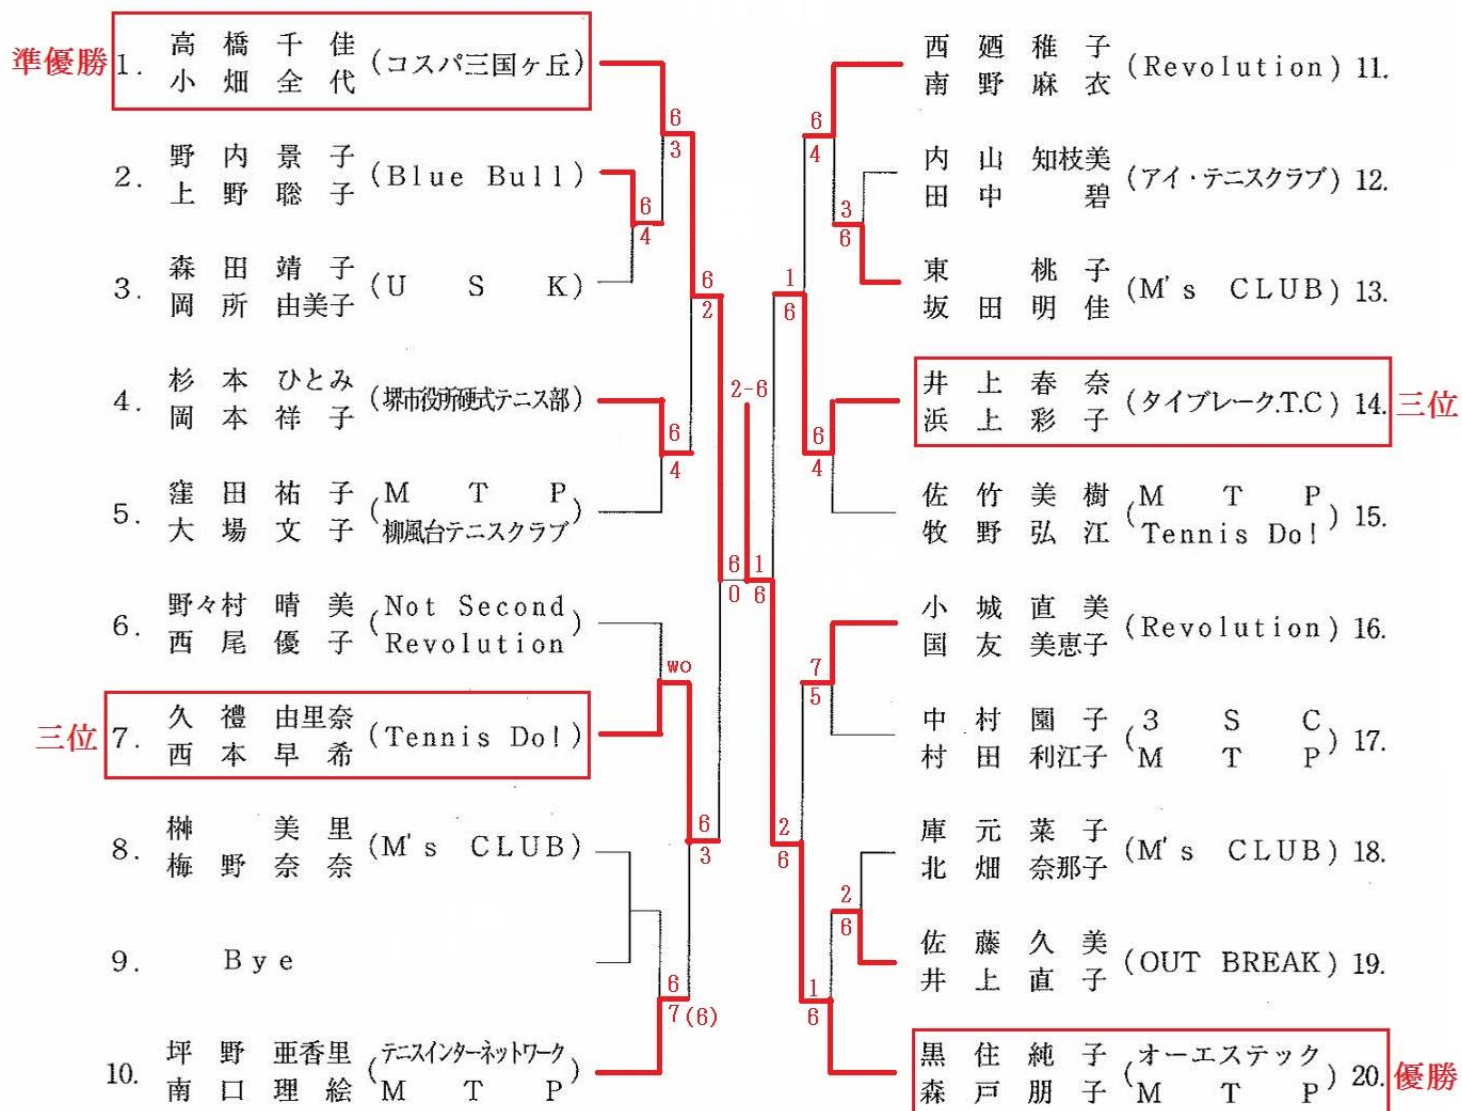 準優勝
1. 高橋千佳 (コスパ三国ヶ丘)
小畑全代
6
3
2. 野内景子 (Blue Bull)
上野聡子
6
4
3. 森田靖子 (U S K)
岡所由美子
6
2
4. 杉本ひとみ (堺市役所硬式テニス部)
岡本祥子
6
4
5. 窪田祐子 (M T P
大場文子 柳風台テニスクラブ)
6
0
6. 野々村晴美 (Not Second
西尾優子 Revolution)
wo
三位
7. 久禮由里奈 (Tennis Do!)
西本早希
6
3
8. 榊美里 (M's CLUB)
梅野奈奈
9. Bye
6
7(6)
10. 坪野亜香里 (テニスインターネットワーク
南口理絵 M T P)
2-6
1
6
西廼稚子 (Revolution) 11.
南野麻衣
6
4
内山知枝美 (アイ・テニスクラブ) 12.
田中碧
3
6
東桃子 (M's CLUB) 13.
坂田明佳
1
6
井上春奈 (タイブレーク.T.C) 14.
浜上彩子
三位
6
4
佐竹美樹 (M T P
牧野弘江 Tennis Do!) 15.
小城直美 (Revolution) 16.
国友美恵子
7
5
中村園子 (3 S C
村田利江子 M T P) 17.
2
6
庫元菜子 (M's CLUB) 18.
北畑奈那子
2
6
佐藤久美 (OUT BREAK) 19.
井上直子
1
6
黒住純子 (オーエステック
森戸朋子 M T P) 20.
優勝